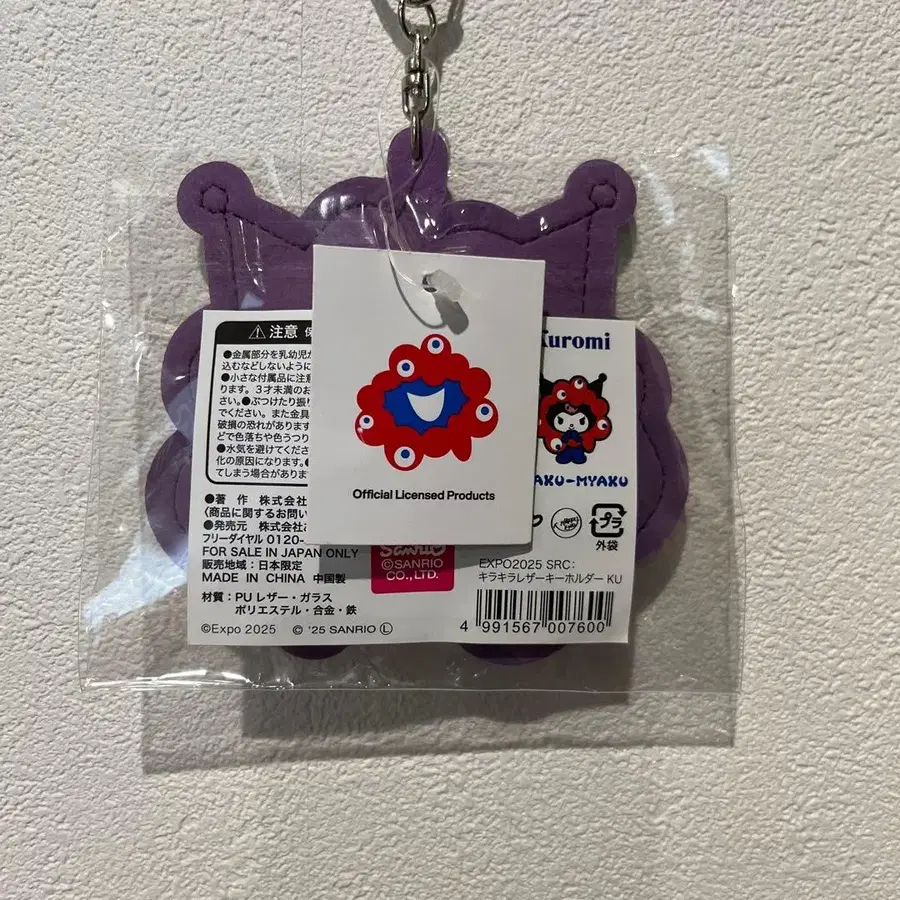 ⚠注意
●金属部分を乳幼児
込むなどしないように
●小さな付属品に注意
ります。3才未満のお
さい。●ぶつけたり振り
でください。また金具
破損の恐れがあります
どで色落ちや色うつり
●水気を避けてくださ
化の原因になります。●
てしまう場合があります
●著 作 株式会社
〈商品に関するお問い
●発売元 株式会社
フリーダイヤル 0120-
FOR SALE IN JAPAN ONLY
販売地域:日本限定
MADE IN CHINA 中国製
材質:PUレザー・ガラス
ポリエステル・合金・鉄
©Expo 2025 © '25 SANRIO Ⓛ
Official Licensed Products
Sanrio
©SANRIO
CO., LTD.
Kuromi
AKU-MYAKU
プラ
外袋
EXPO2025 SRC:
キラキラレザーキーホルダー KU
4 991567 007600